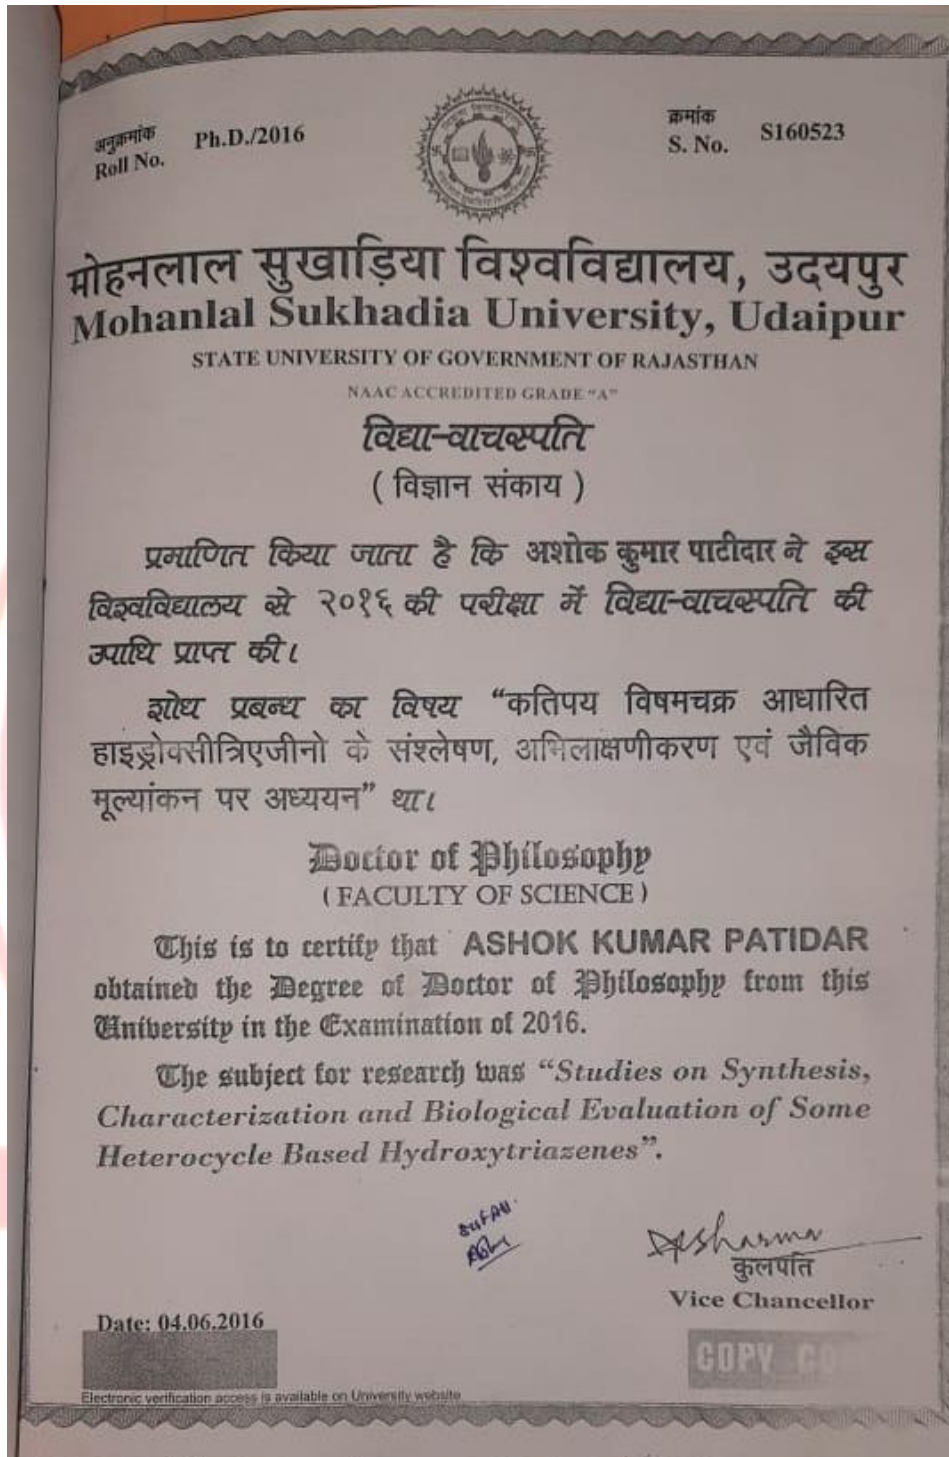 अनुक्रमांक
Roll No. Ph.D./2016
क्रमांक
S. No. S160523
मोहनलाल सुखाड़िया विश्वविद्यालय, उदयपुर
Mohanlal Sukhadia University, Udaipur
STATE UNIVERSITY OF GOVERNMENT OF RAJASTHAN
NAAC ACCREDITED GRADE "A"
विद्या-वाचस्पति
( विज्ञान संकाय )
प्रमाणित किया जाता है कि अशोक कुमार पाटीदार ने इस
विश्वविद्यालय से २०१६ की परीक्षा में विद्या-वाचस्पति की
उपाधि प्राप्त की।
शोध प्रबन्ध का विषय “कतिपय विषमचक्र आधारित
हाइड्रोक्सीत्रिएजीनो के संश्लेषण, अभिलाक्षणीकरण एवं जैविक
मूल्यांकन पर अध्ययन” था।
Doctor of Philosophy
( FACULTY OF SCIENCE )
This is to certify that ASHOK KUMAR PATIDAR
obtained the Degree of Doctor of Philosophy from this
University in the Examination of 2016.
The subject for research was “Studies on Synthesis,
Characterization and Biological Evaluation of Some
Heterocycle Based Hydroxytriazenes”.
कुलपति
Vice Chancellor
Date: 04.06.2016
COPY
Electronic verification access is available on University website